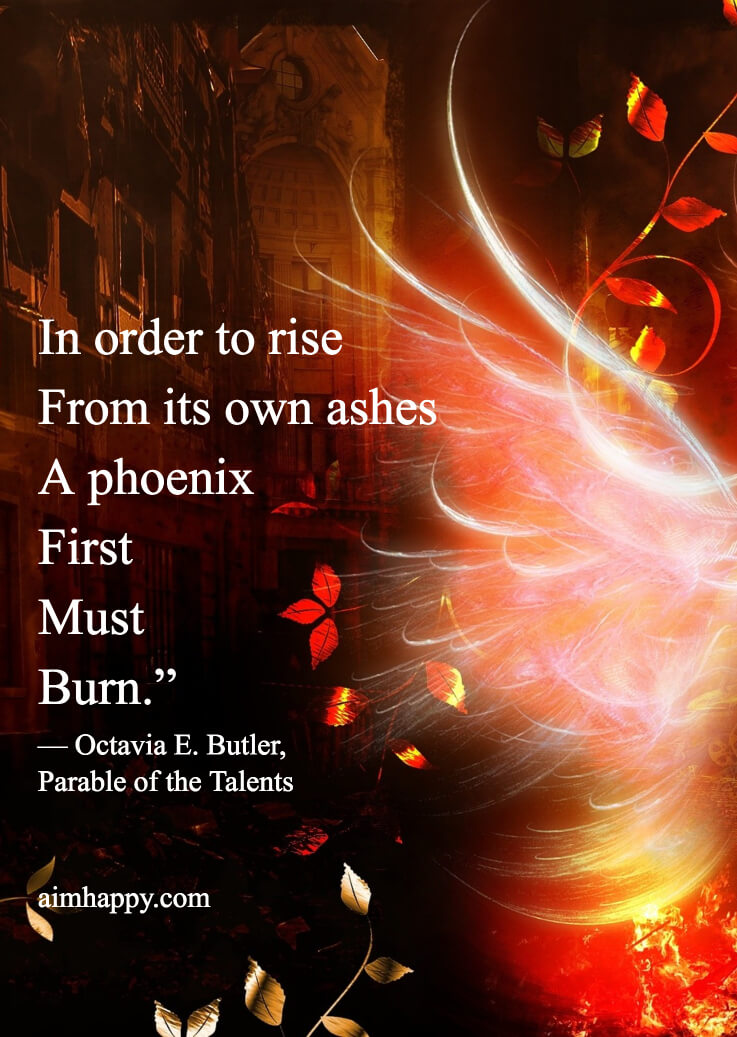 In order to rise
From its own ashes
A phoenix
First
Must
Burn.”
— Octavia E. Butler,
Parable of the Talents
aimhappy.com